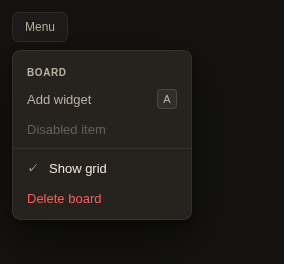 Menu
BOARD
Add widget A
Disabled item
✓ Show grid
Delete board